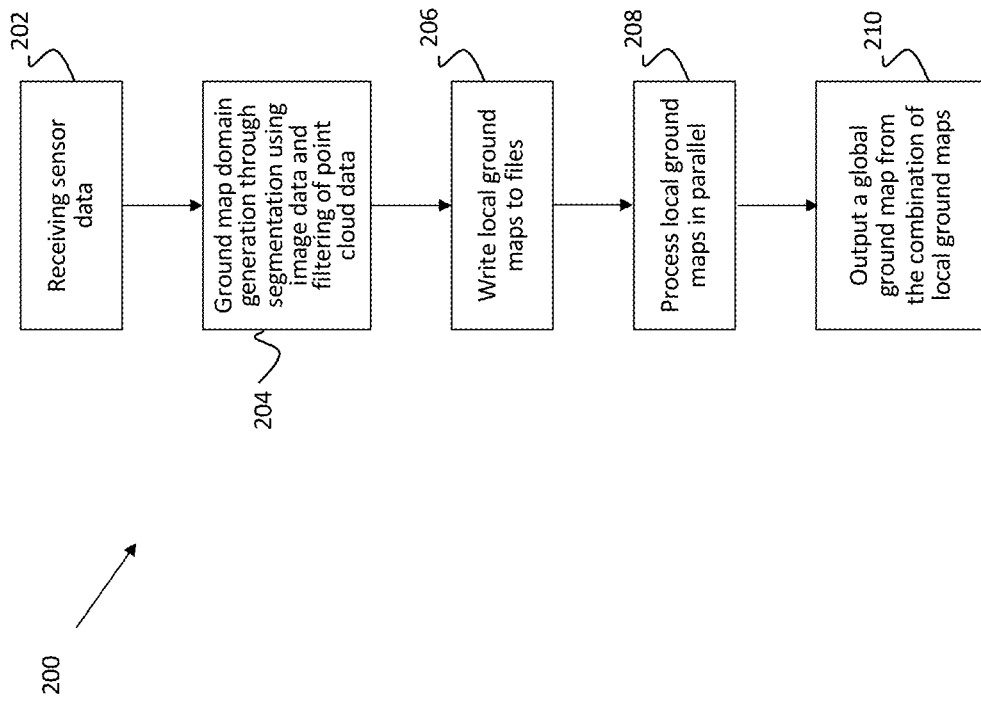 200
202
Receiving sensor
data
204
Ground map domain
generation through
segmentation using
image data and
filtering of point
cloud data
206
Write local ground
maps to files
208
Process local ground
maps in parallel
210
Output a global
ground map from
the combination of
local ground maps